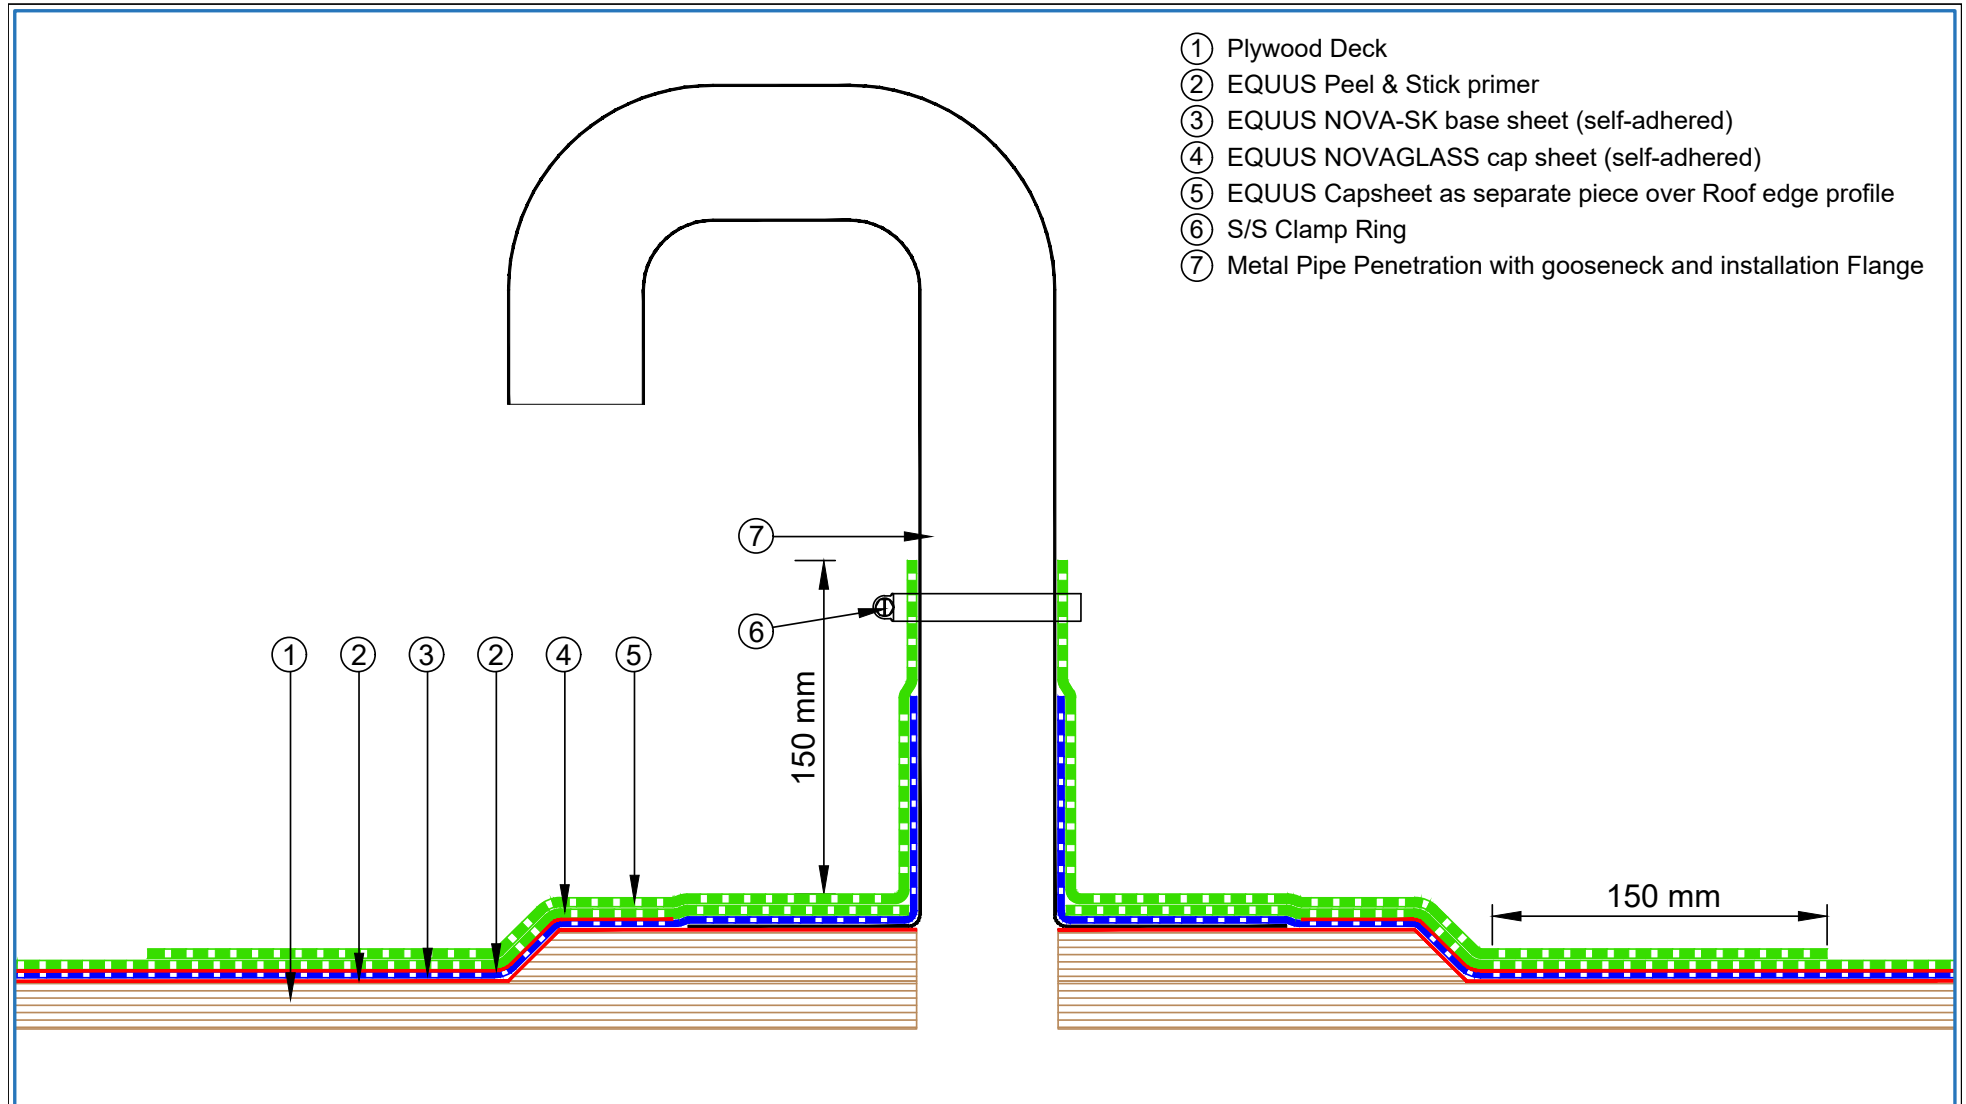 ① Plywood Deck
② EQUUS Peel & Stick primer
③ EQUUS NOVA-SK base sheet (self-adhered)
④ EQUUS NOVAGLASS cap sheet (self-adhered)
⑤ EQUUS Capsheet as separate piece over Roof edge profile
⑥ S/S Clamp Ring
⑦ Metal Pipe Penetration with gooseneck and installation Flange
⑦
⑥
① ② ③ ② ④ ⑤
150 mm
150 mm